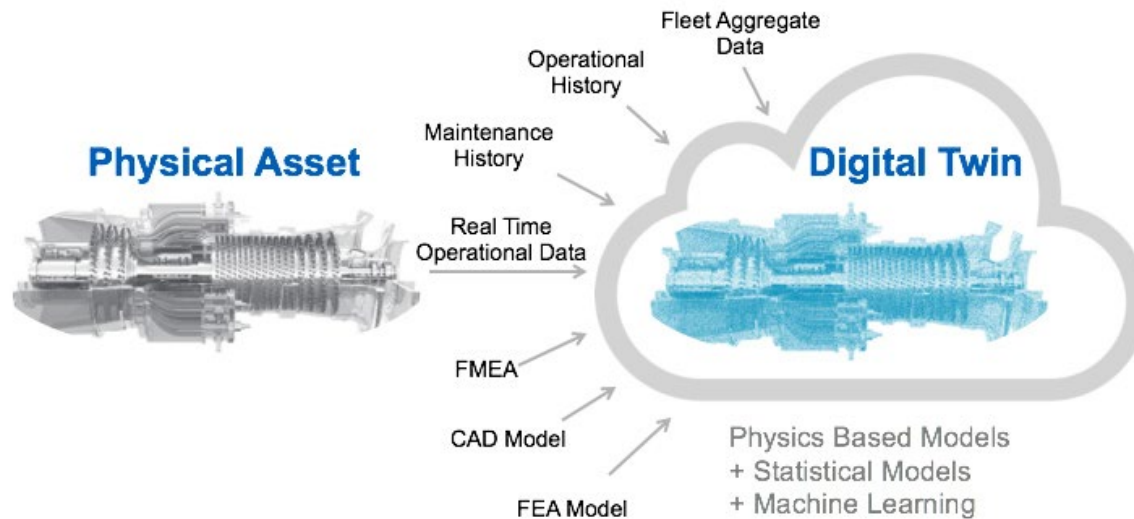 Fleet Aggregate
Data
Operational
History
Maintenance
History
Physical Asset
Digital Twin
Real Time
Operational Data
FMEA
CAD Model
FEA Model
Physics Based Models
+ Statistical Models
+ Machine Learning